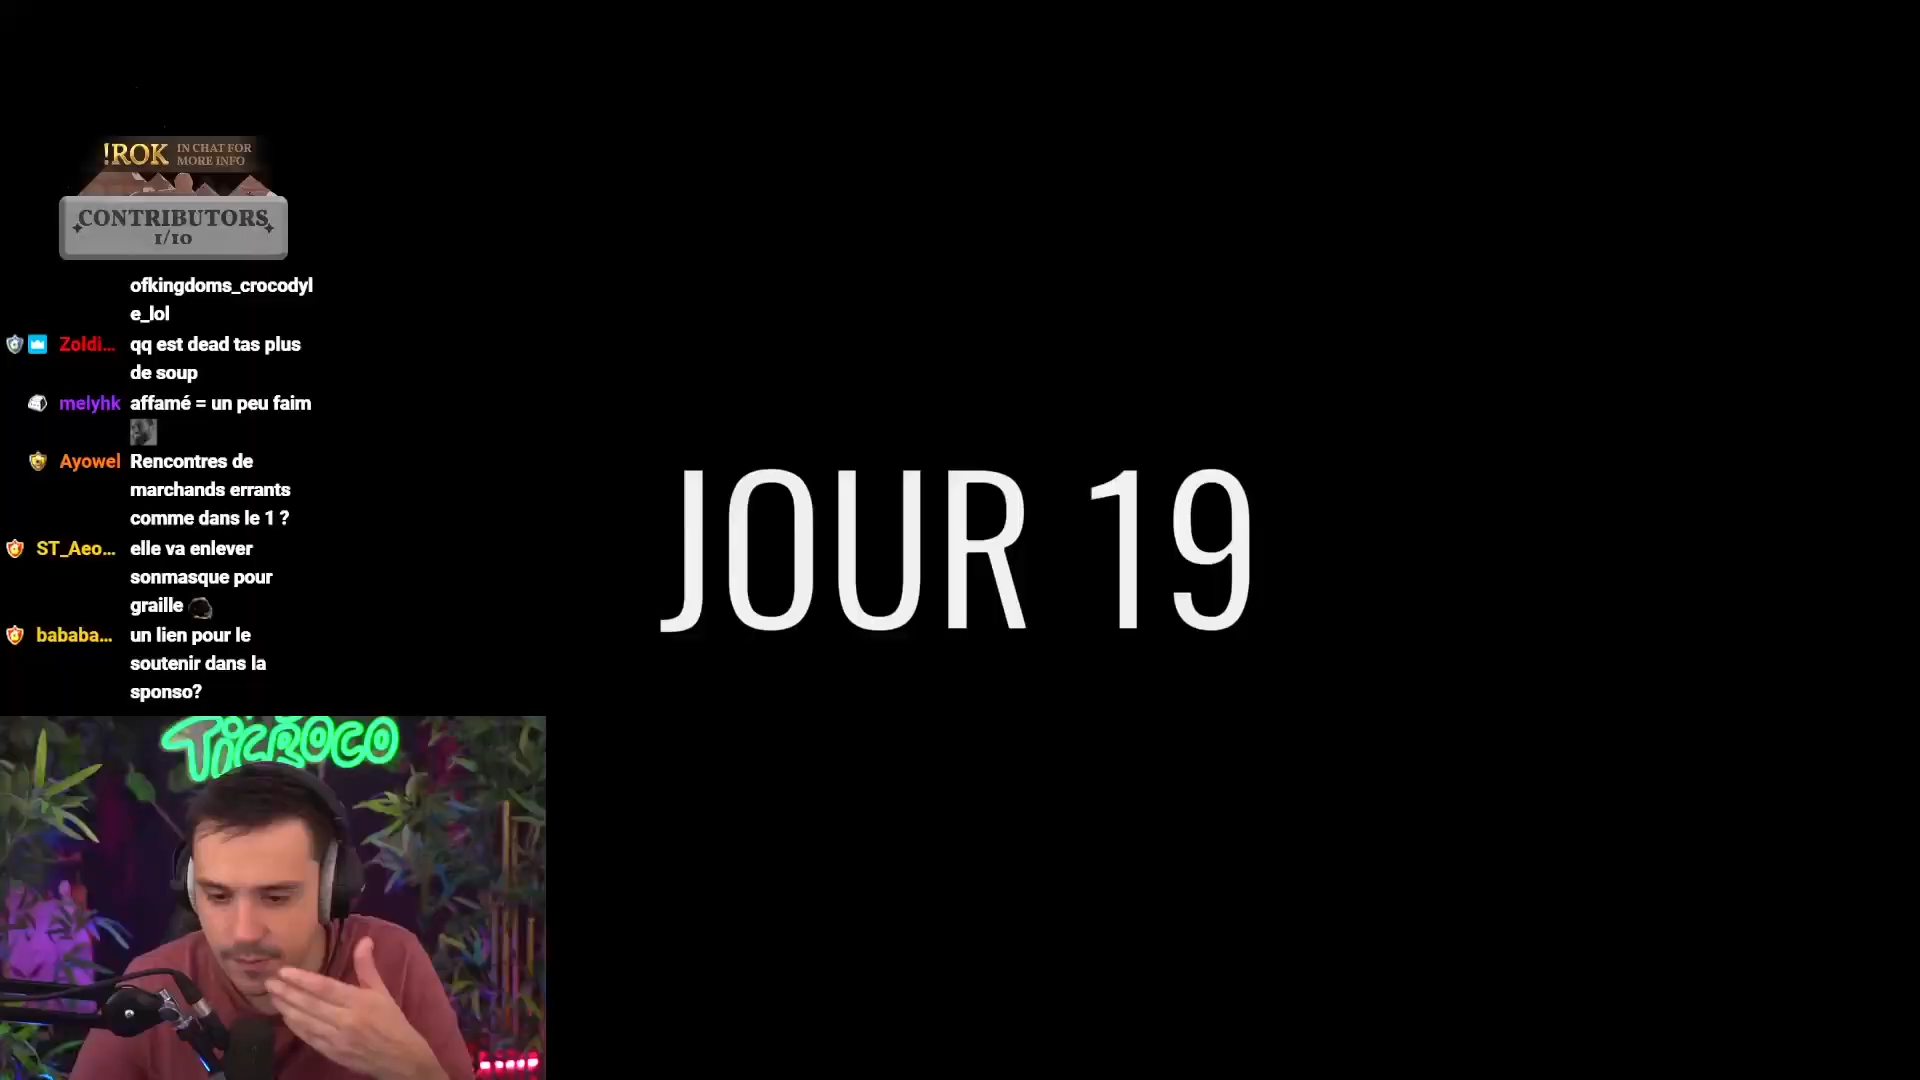 !ROK IN CHAT FOR
MORE INFO
CONTRIBUTORS
1/10
ofkingdoms_crocodyl
e_lol
Zoldi... qq est dead tas plus
de soup
melyhk affamé = un peu faim
Ayowel Rencontres de
marchands errants
comme dans le 1 ?
ST_Aeo... elle va enlever
sonmasque pour
graille
bababa... un lien pour le
soutenir dans la
sponso?
JOUR 19
TICROCO